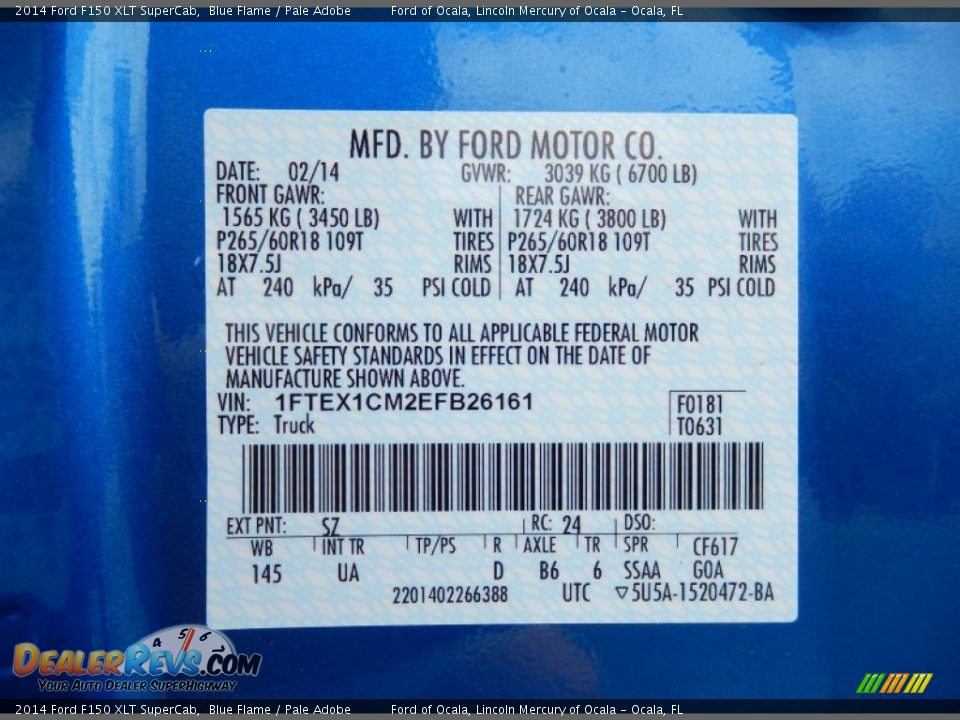 2014 Ford F150 XLT SuperCab, Blue Flame / Pale Adobe Ford of Ocala, Lincoln Mercury of Ocala - Ocala, FL
MFD. BY FORD MOTOR CO.
DATE: 02/14 GVWR: 3039 KG ( 6700 LB)
FRONT GAWR: REAR GAWR:
1565 KG ( 3450 LB) WITH 1724 KG ( 3800 LB) WITH
P265/60R18 109T TIRES P265/60R18 109T TIRES
18X7.5J RIMS 18X7.5J RIMS
AT 240 kPa/ 35 PSI COLD AT 240 kPa/ 35 PSI COLD
THIS VEHICLE CONFORMS TO ALL APPLICABLE FEDERAL MOTOR
VEHICLE SAFETY STANDARDS IN EFFECT ON THE DATE OF
MANUFACTURE SHOWN ABOVE.
VIN: 1FTEX1CM2EFB26161 F0181
TYPE: Truck T0631
EXT PNT: SZ RC: 24 DSO:
WB INT TR TP/PS R AXLE TR SPR CF617
145 UA D B6 6 SSAA GOA
2201402266388 UTC ▽5U5A-1520472-BA
4 5 6
DEALERREVS.COM
YOUR AUTO DEALER SUPERHIGHWAY
2014 Ford F150 XLT SuperCab, Blue Flame / Pale Adobe Ford of Ocala, Lincoln Mercury of Ocala - Ocala, FL